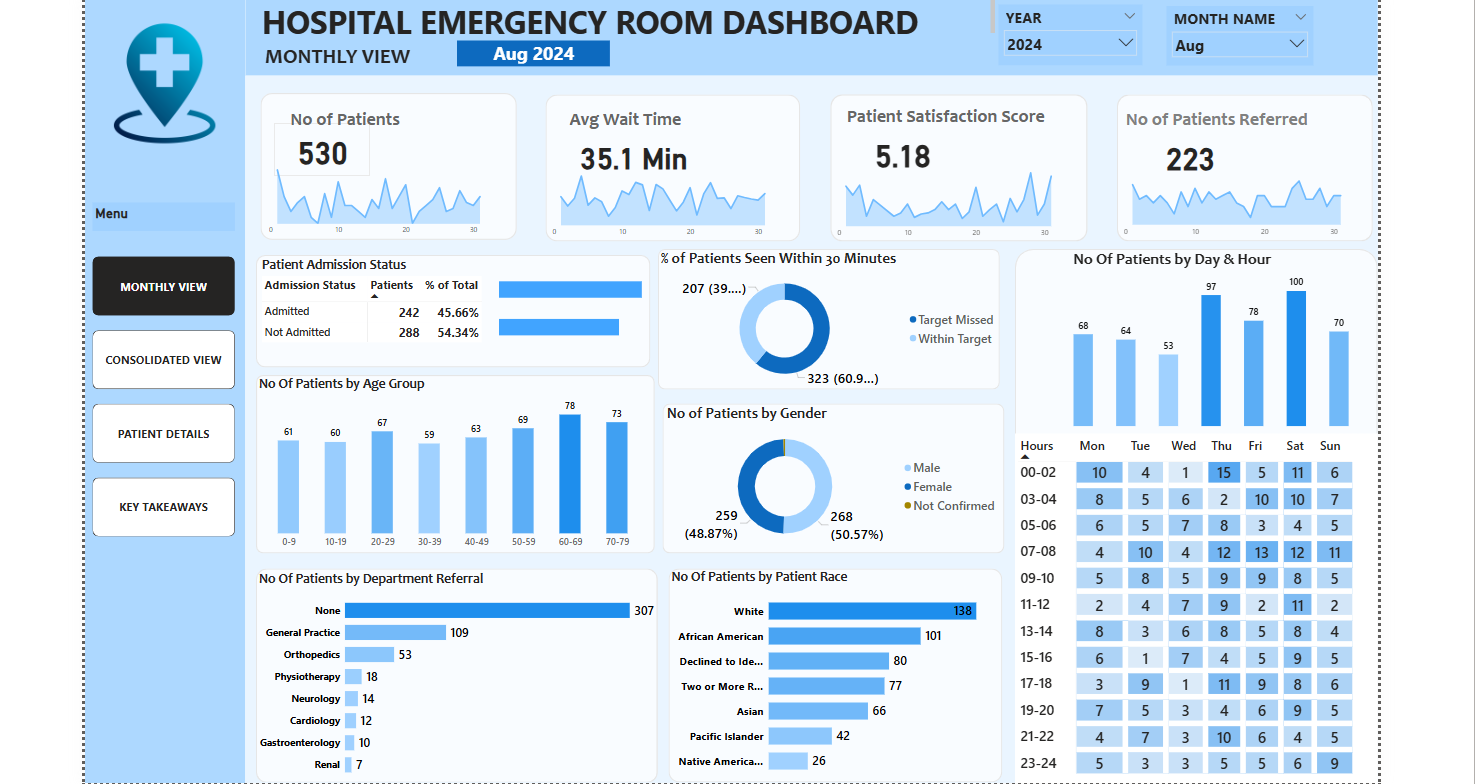 HOSPITAL EMERGENCY ROOM DASHBOARD
MONTHLY VIEW
Aug 2024
YEAR
2024
MONTH NAME
Aug
Menu
MONTHLY VIEW
CONSOLIDATED VIEW
PATIENT DETAILS
KEY TAKEAWAYS
No of Patients
530
0 10 20 30
Avg Wait Time
35.1 Min
0 10 20 30
Patient Satisfaction Score
5.18
0 10 20 30
No of Patients Referred
223
0 10 20 30
Patient Admission Status
Admission Status Patients % of Total
Admitted 242 45.66%
Not Admitted 288 54.34%
% of Patients Seen Within 30 Minutes
207 (39....)
323 (60.9...)
Target Missed
Within Target
No Of Patients by Age Group
61 60 67 59 63 69 78 73
0-9 10-19 20-29 30-39 40-49 50-59 60-69 70-79
No of Patients by Gender
259
(48.87%)
268
(50.57%)
Male
Female
Not Confirmed
No Of Patients by Department Referral
None 307
General Practice 109
Orthopedics 53
Physiotherapy 18
Neurology 14
Cardiology 12
Gastroenterology 10
Renal 7
No Of Patients by Patient Race
White 138
African American 101
Declined to Ide... 80
Two or More R... 77
Asian 66
Pacific Islander 42
Native America... 26
No Of Patients by Day & Hour
68 64 53 97 78 100 70
Hours Mon Tue Wed Thu Fri Sat Sun
00-02 10 4 1 15 5 11 6
03-04 8 5 6 2 10 10 7
05-06 6 5 7 8 3 4 5
07-08 4 10 4 12 13 12 11
09-10 5 8 5 9 9 8 5
11-12 2 4 7 9 2 11 2
13-14 8 3 6 8 5 8 4
15-16 6 1 7 4 5 9 5
17-18 3 9 1 11 9 8 6
19-20 7 5 3 4 6 9 5
21-22 4 7 3 10 6 4 5
23-24 5 3 3 5 5 6 9